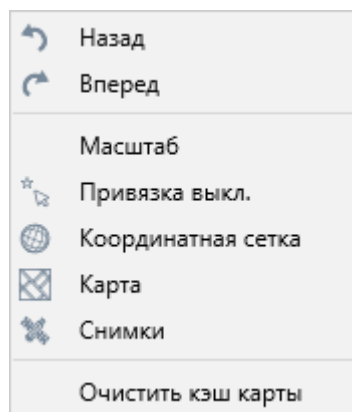 Назад
Вперед
Масштаб
Привязка выкл.
Координатная сетка
Карта
Снимки
Очистить кэш карты